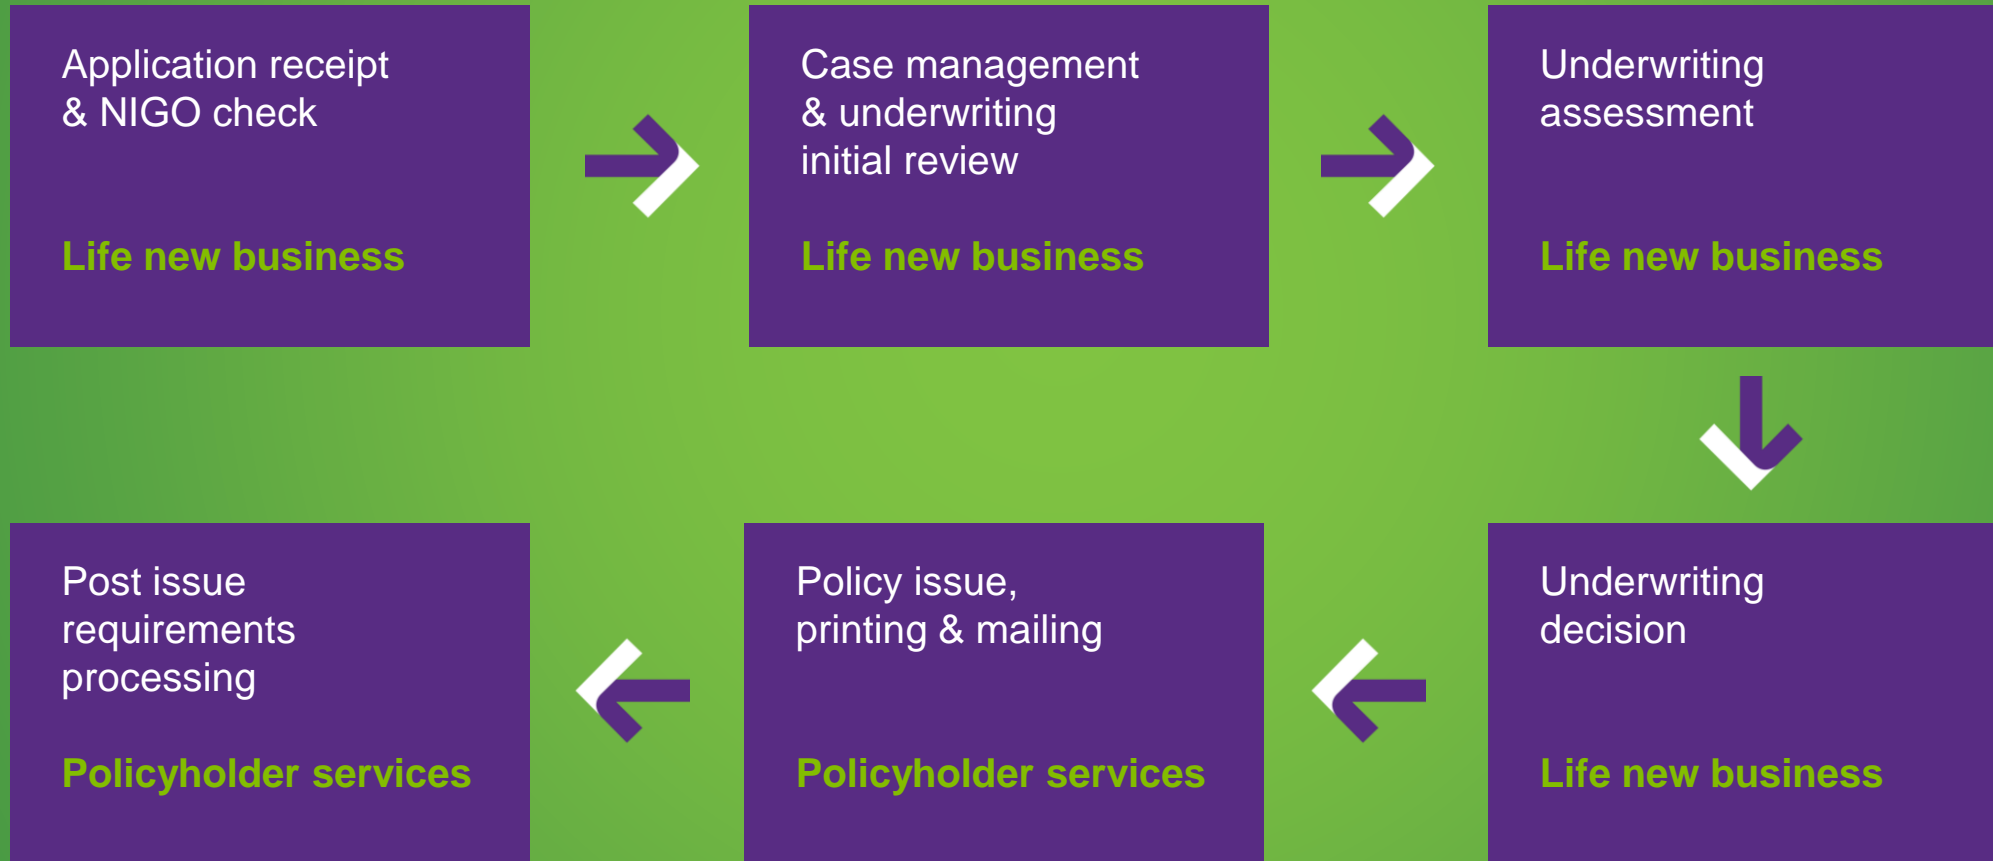 Application receipt
& NIGO check
Life new business
Case management
& underwriting
initial review
Life new business
Underwriting
assessment
Life new business
Underwriting
decision
Life new business
Policy issue,
printing & mailing
Policyholder services
Post issue
requirements
processing
Policyholder services